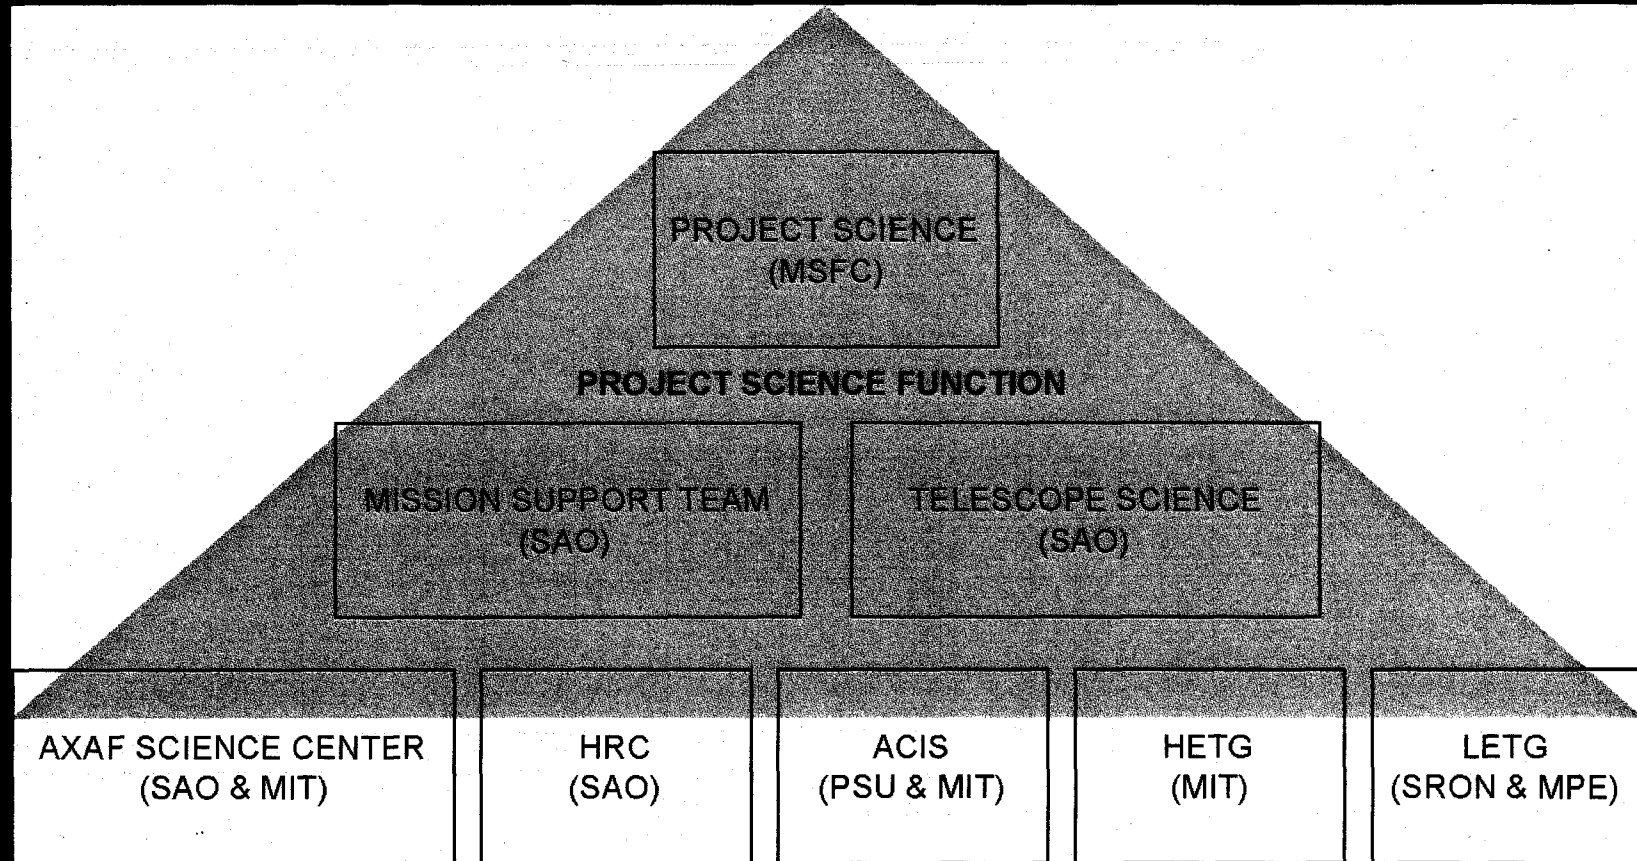 PROJECT SCIENCE
(MSFC)
PROJECT SCIENCE FUNCTION
MISSION SUPPORT TEAM
(SAO)
TELESCOPE SCIENCE
(SAO)
AXAF SCIENCE CENTER
(SAO & MIT)
HRC
(SAO)
ACIS
(PSU & MIT)
HETG
(MIT)
LETG
(SRON & MPE)